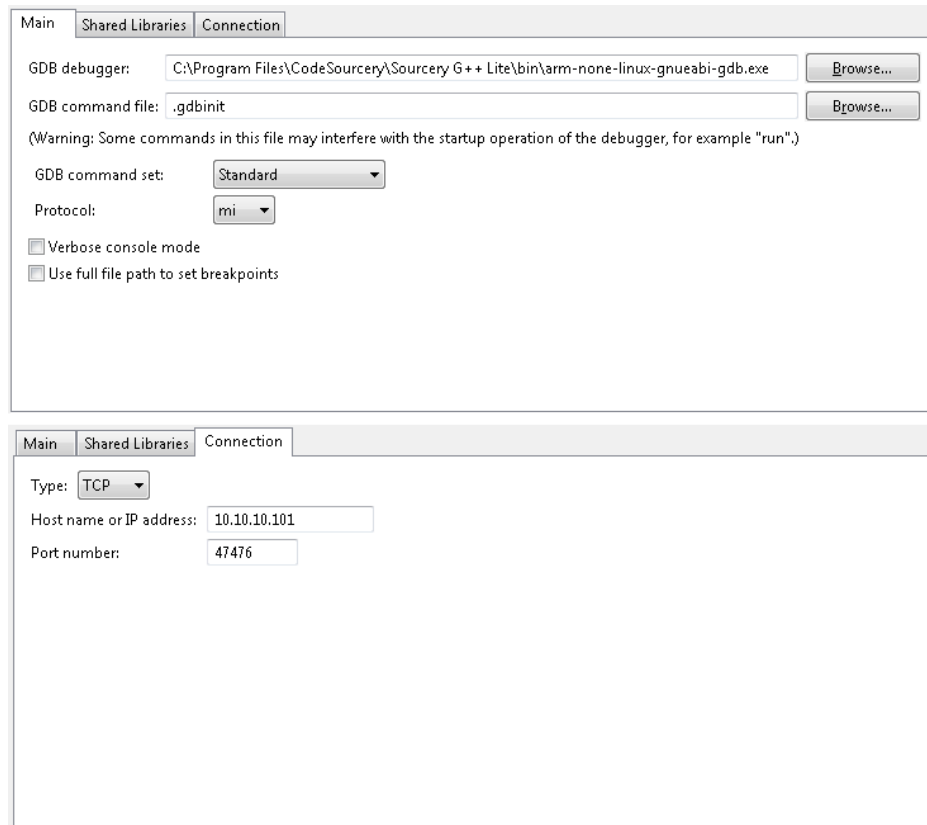 Main Shared Libraries Connection
GDB debugger: C:\Program Files\CodeSourcery\Sourcery G++ Lite\bin\arm-none-linux-gnueabi-gdb.exe Browse...
GDB command file: .gdbinit Browse...
(Warning: Some commands in this file may interfere with the startup operation of the debugger, for example "run".)
GDB command set: Standard
Protocol: mi
Verbose console mode
Use full file path to set breakpoints
Main Shared Libraries Connection
Type: TCP
Host name or IP address: 10.10.10.101
Port number: 47476